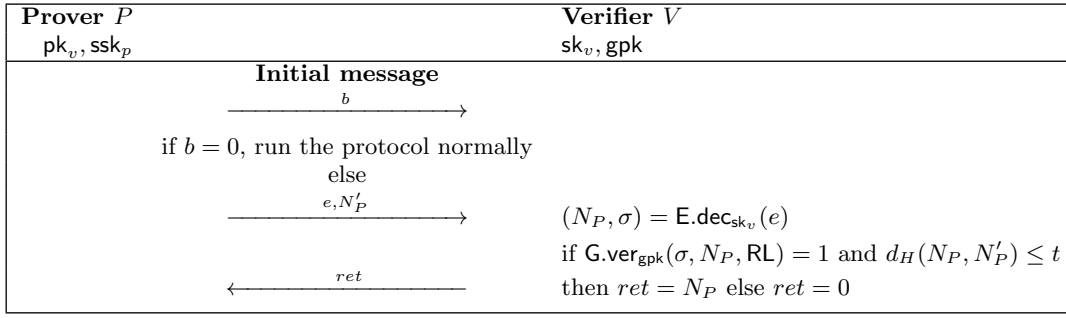 Prover P Verifier V
pk_v, ssk_p sk_v, gpk
Initial message
b
if b = 0, run the protocol normally
else
e, N'_P (N_P, σ) = E.dec_{sk_v}(e)
if G.ver_{gpk}(σ, N_P, RL) = 1 and d_H(N_P, N'_P) ≤ t
ret then ret = N_P else ret = 0